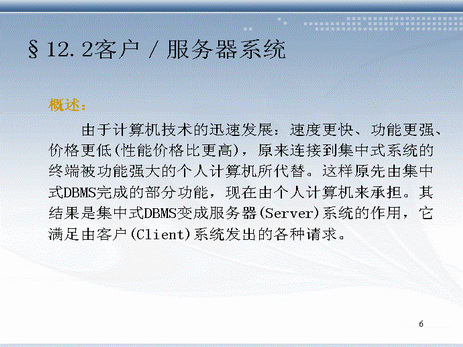 §12.2客户/服务器系统
概述:
由于计算机技术的迅速发展:速度更快、功能更强、
价格更低(性能价格比更高),原来连接到集中式系统的
终端被功能强大的个人计算机所代替。这样原先由集中
式DBMS完成的部分功能,现在由个人计算机来承担。其
结果是集中式DBMS变成服务器(Server)系统的作用,它
满足由客户(Client)系统发出的各种请求。
6